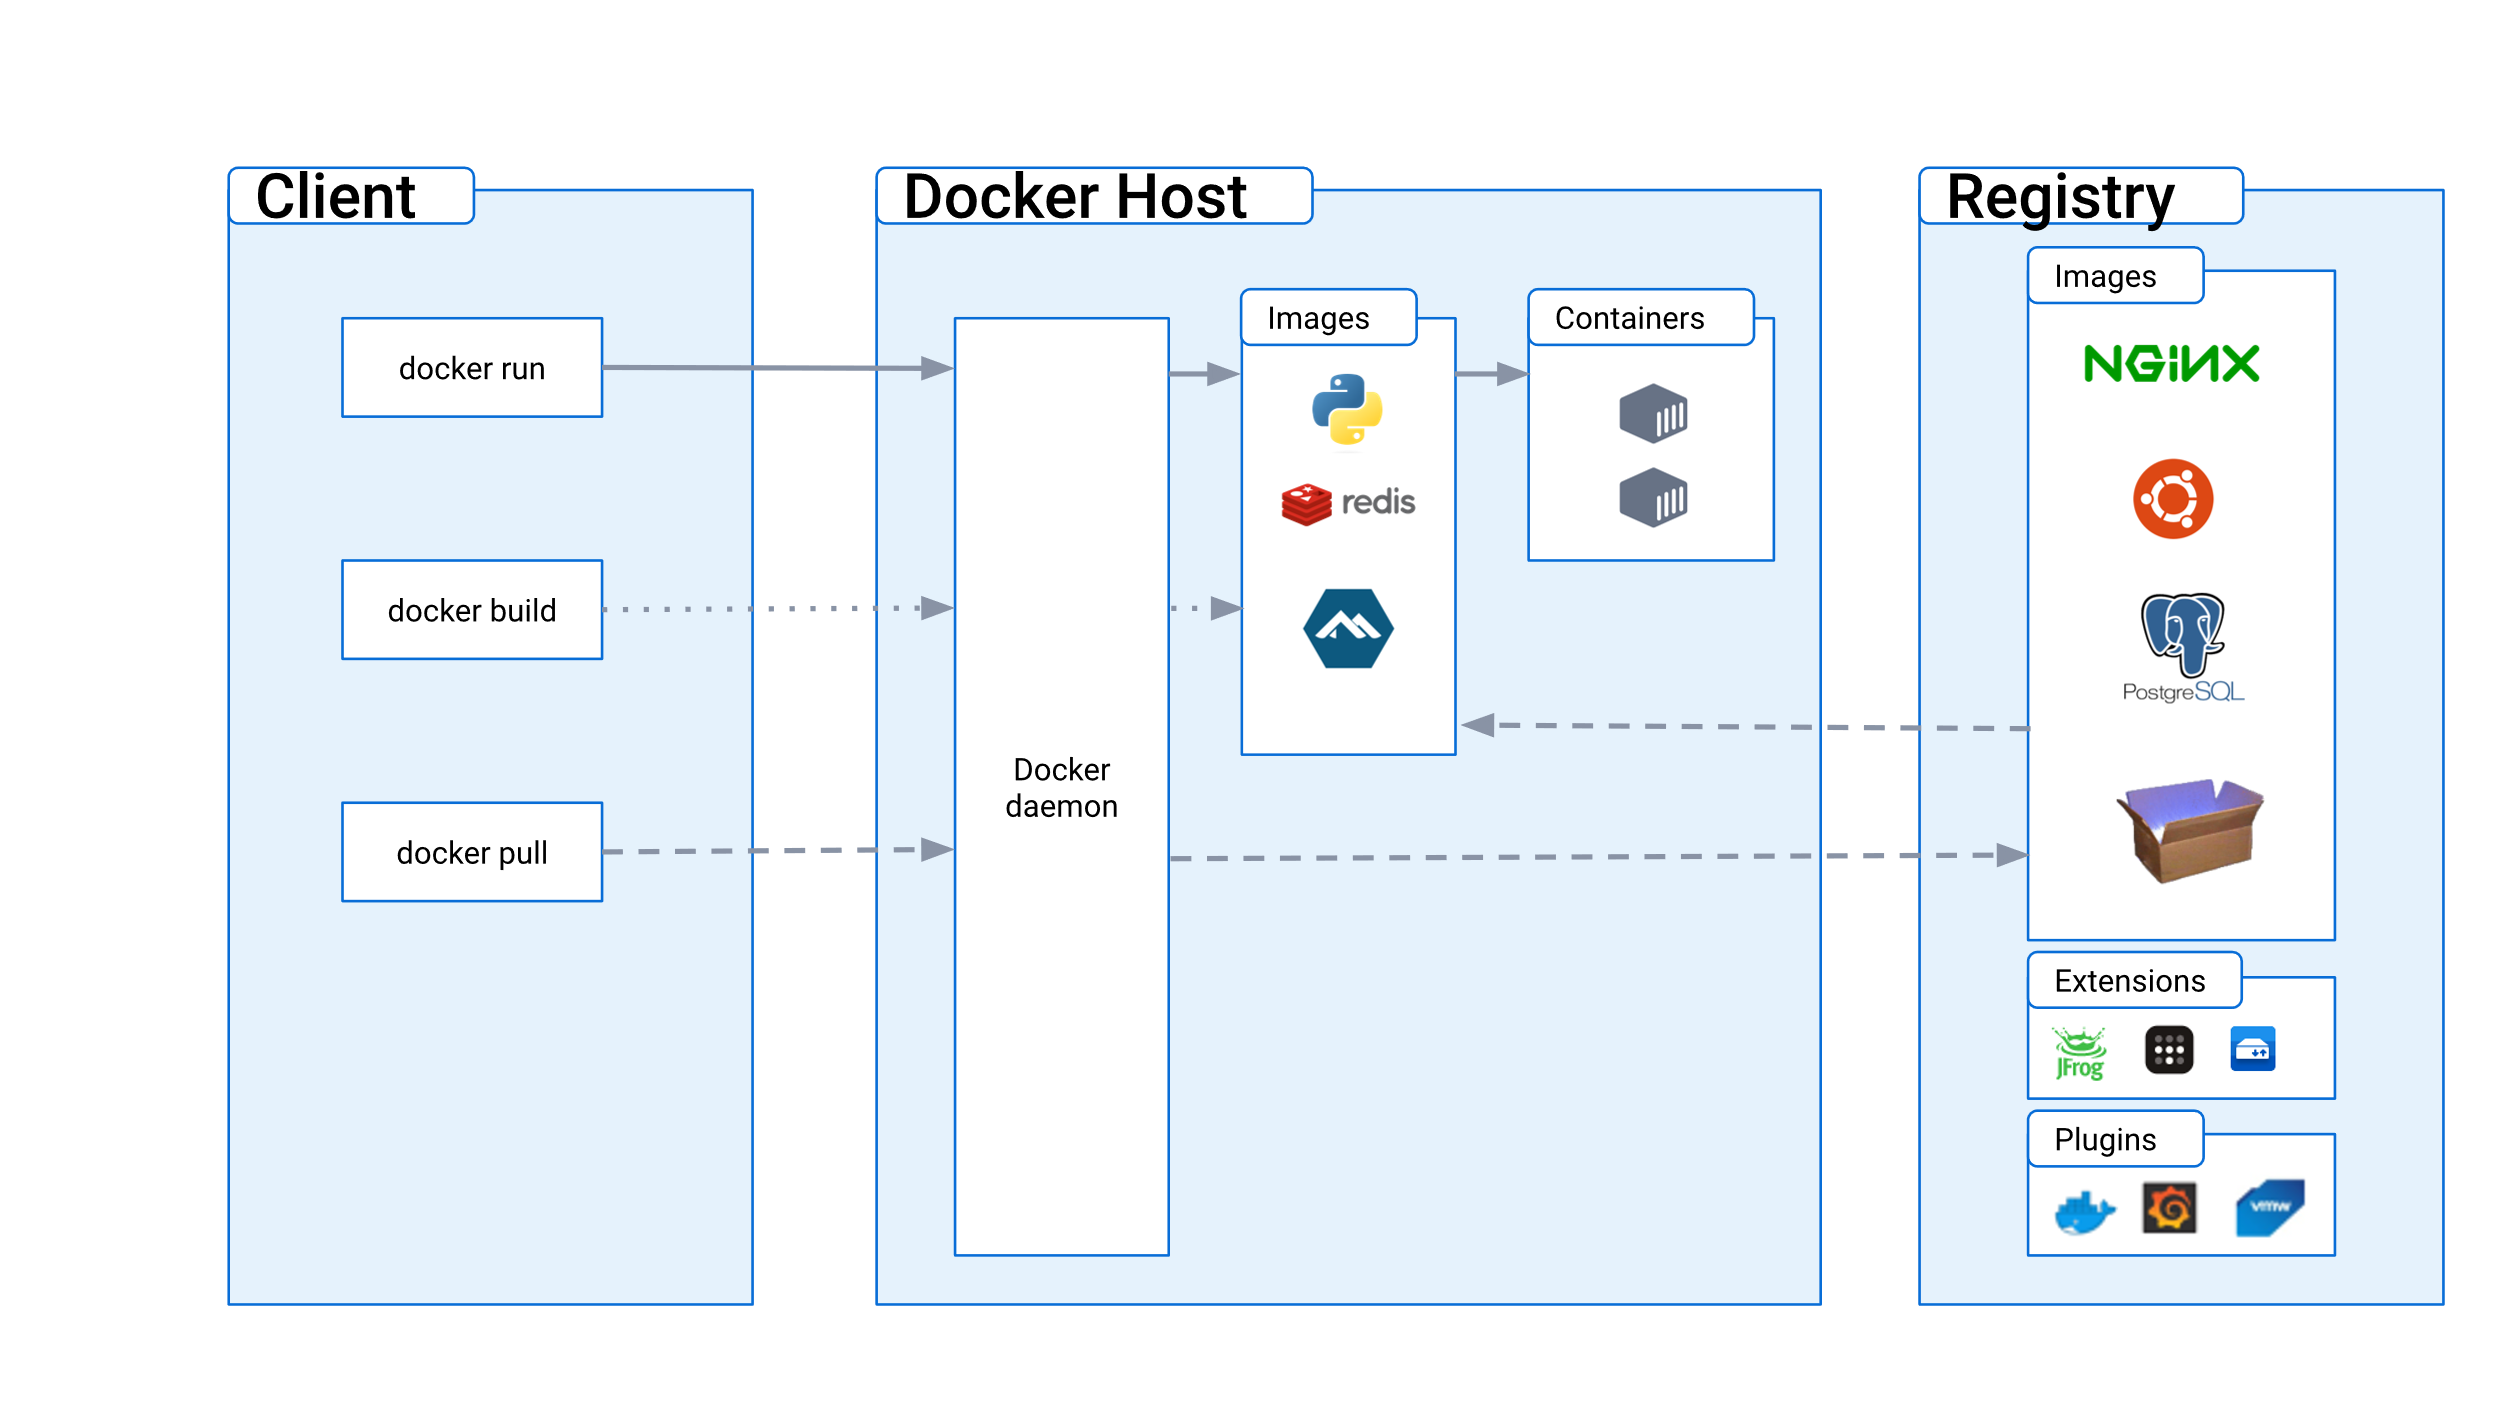 Client
docker run
docker build
docker pull
Docker Host
Docker
daemon
Images
redis
Containers
Registry
Images
NGiNX
PostgreSQL
Extensions
JFrog
Plugins
vmw